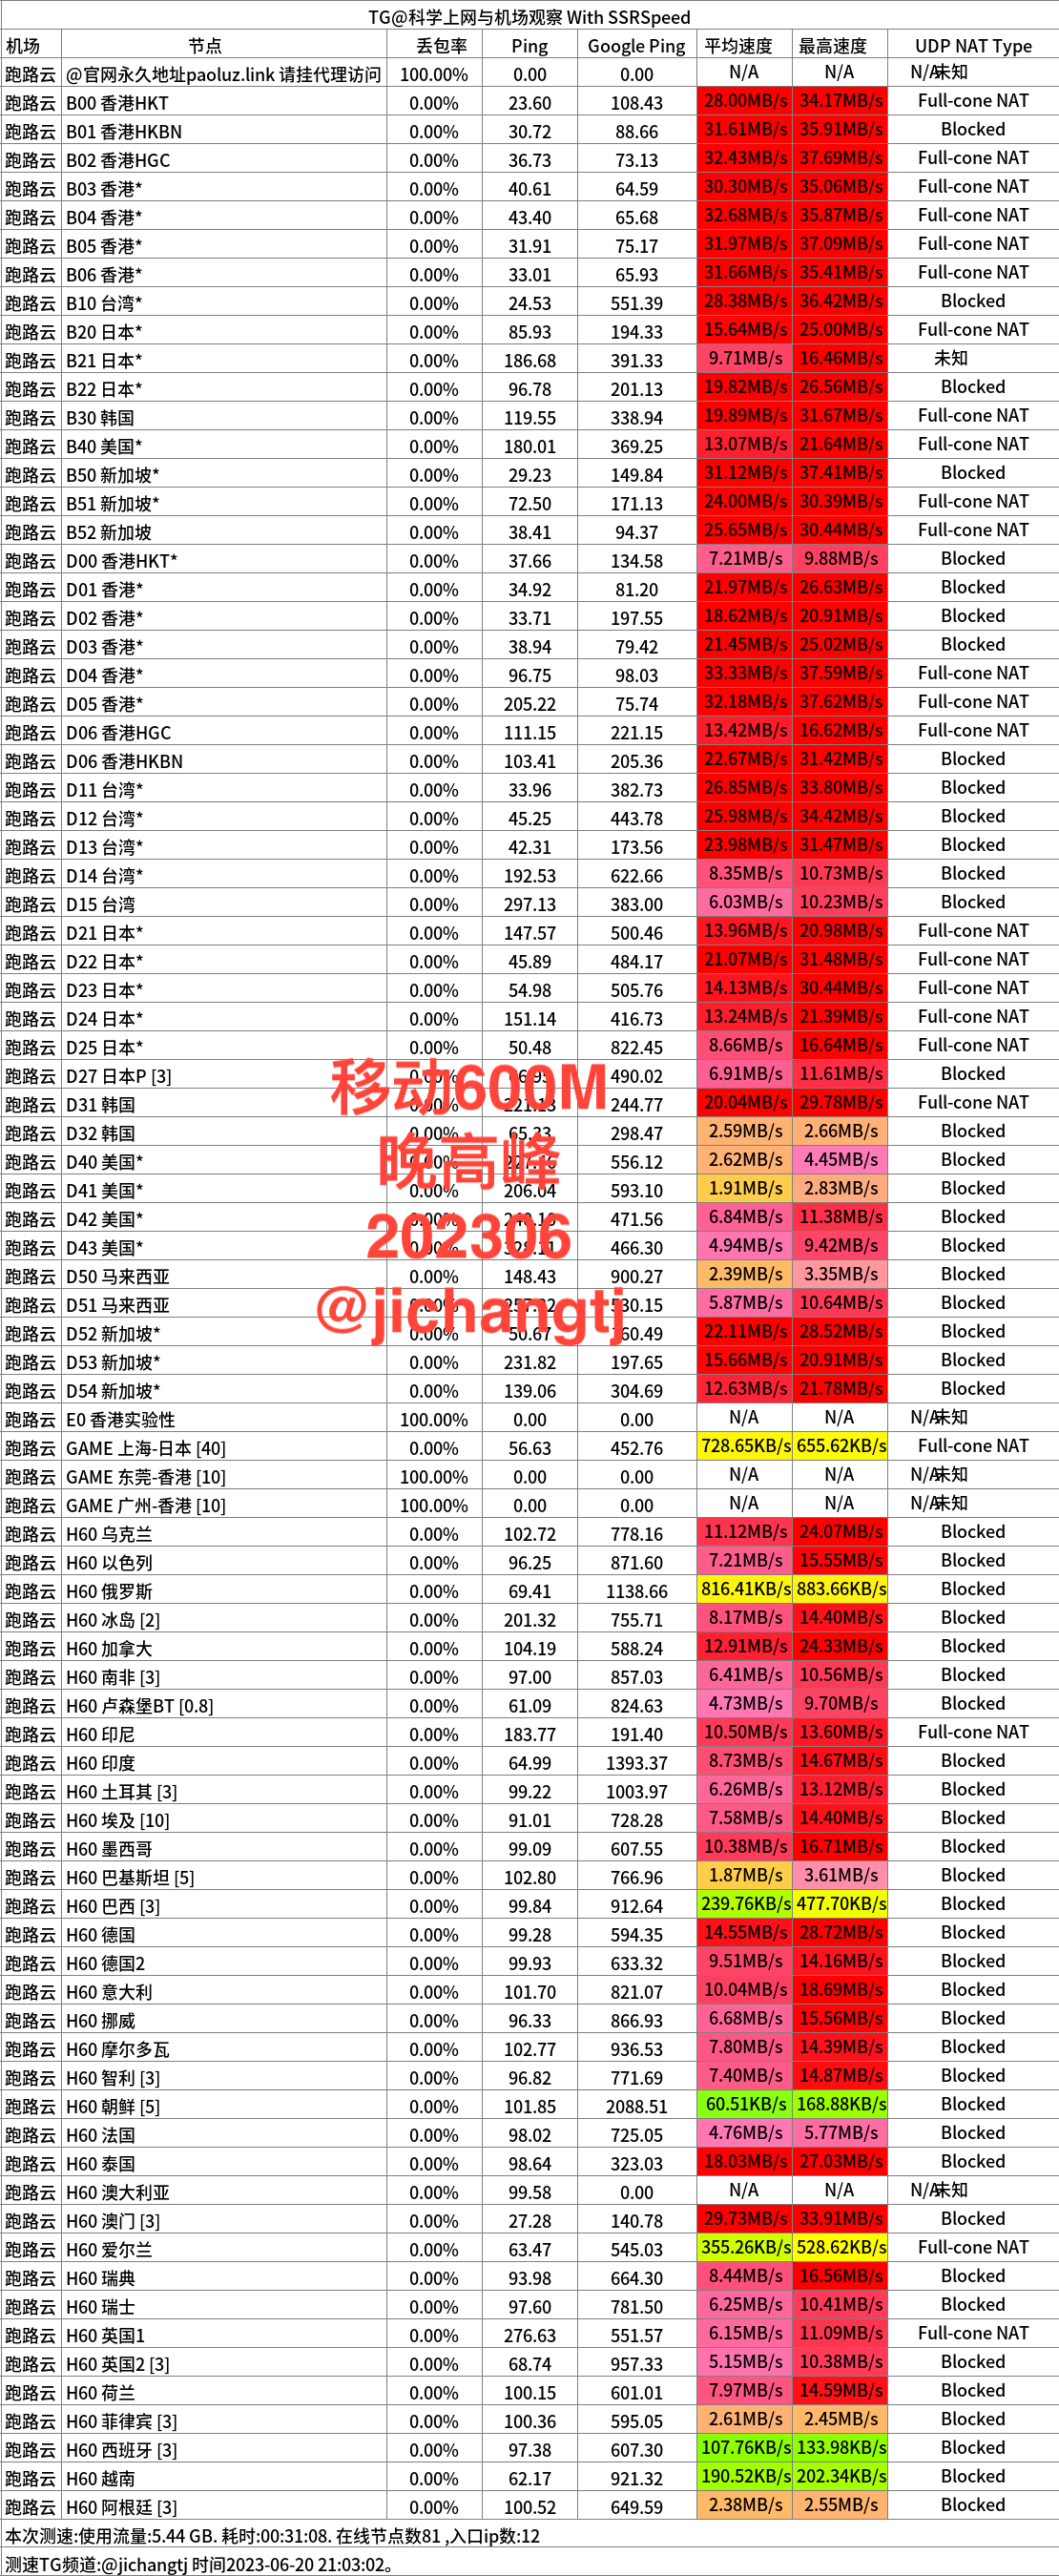 TG@科学上网与机场观察 With SSRSpeed
机场 节点 丢包率 Ping Google Ping 平均速度 最高速度 UDP NAT Type
跑路云 @官网永久地址paoluz.link 请挂代理访问 100.00% 0.00 0.00 N/A N/A N/A未知
跑路云 B00 香港HKT 0.00% 23.60 108.43 28.00MB/s 34.17MB/s Full-cone NAT
跑路云 B01 香港HKBN 0.00% 30.72 88.66 31.61MB/s 35.91MB/s Blocked
跑路云 B02 香港HGC 0.00% 36.73 73.13 32.43MB/s 37.69MB/s Full-cone NAT
跑路云 B03 香港* 0.00% 40.61 64.59 30.30MB/s 35.06MB/s Full-cone NAT
跑路云 B04 香港* 0.00% 43.40 65.68 32.68MB/s 35.87MB/s Full-cone NAT
跑路云 B05 香港* 0.00% 31.91 75.17 31.97MB/s 37.09MB/s Full-cone NAT
跑路云 B06 香港* 0.00% 33.01 65.93 31.66MB/s 35.41MB/s Full-cone NAT
跑路云 B10 台湾* 0.00% 24.53 551.39 28.38MB/s 36.42MB/s Blocked
跑路云 B20 日本* 0.00% 85.93 194.33 15.64MB/s 25.00MB/s Full-cone NAT
跑路云 B21 日本* 0.00% 186.68 391.33 9.71MB/s 16.46MB/s 未知
跑路云 B22 日本* 0.00% 96.78 201.13 19.82MB/s 26.56MB/s Blocked
跑路云 B30 韩国 0.00% 119.55 338.94 19.89MB/s 31.67MB/s Full-cone NAT
跑路云 B40 美国* 0.00% 180.01 369.25 13.07MB/s 21.64MB/s Full-cone NAT
跑路云 B50 新加坡* 0.00% 29.23 149.84 31.12MB/s 37.41MB/s Blocked
跑路云 B51 新加坡* 0.00% 72.50 171.13 24.00MB/s 30.39MB/s Full-cone NAT
跑路云 B52 新加坡 0.00% 38.41 94.37 25.65MB/s 30.44MB/s Full-cone NAT
跑路云 D00 香港HKT* 0.00% 37.66 134.58 7.21MB/s 9.88MB/s Blocked
跑路云 D01 香港* 0.00% 34.92 81.20 21.97MB/s 26.63MB/s Blocked
跑路云 D02 香港* 0.00% 33.71 197.55 18.62MB/s 20.91MB/s Blocked
跑路云 D03 香港* 0.00% 38.94 79.42 21.45MB/s 25.02MB/s Blocked
跑路云 D04 香港* 0.00% 96.75 98.03 33.33MB/s 37.59MB/s Full-cone NAT
跑路云 D05 香港* 0.00% 205.22 75.74 32.18MB/s 37.62MB/s Full-cone NAT
跑路云 D06 香港HGC 0.00% 111.15 221.15 13.42MB/s 16.62MB/s Full-cone NAT
跑路云 D06 香港HKBN 0.00% 103.41 205.36 22.67MB/s 31.42MB/s Blocked
跑路云 D11 台湾* 0.00% 33.96 382.73 26.85MB/s 33.80MB/s Blocked
跑路云 D12 台湾* 0.00% 45.25 443.78 25.98MB/s 34.42MB/s Blocked
跑路云 D13 台湾* 0.00% 42.31 173.56 23.98MB/s 31.47MB/s Blocked
跑路云 D14 台湾* 0.00% 192.53 622.66 8.35MB/s 10.73MB/s Blocked
跑路云 D15 台湾 0.00% 297.13 383.00 6.03MB/s 10.23MB/s Blocked
跑路云 D21 日本* 0.00% 147.57 500.46 13.96MB/s 20.98MB/s Full-cone NAT
跑路云 D22 日本* 0.00% 45.89 484.17 21.07MB/s 31.48MB/s Full-cone NAT
跑路云 D23 日本* 0.00% 54.98 505.76 14.13MB/s 30.44MB/s Full-cone NAT
跑路云 D24 日本* 0.00% 151.14 416.73 13.24MB/s 21.39MB/s Full-cone NAT
跑路云 D25 日本* 0.00% 50.48 822.45 8.66MB/s 16.64MB/s Full-cone NAT
跑路云 D27 日本P [3] 0.00% 490.02 6.91MB/s 11.61MB/s Blocked
移动600M
跑路云 D31 韩国 0.00% 244.77 20.04MB/s 29.78MB/s Full-cone NAT
跑路云 D32 韩国 0.00% 65.33 298.47 2.59MB/s 2.66MB/s Blocked
晚高峰
跑路云 D40 美国* 0.00% 556.12 2.62MB/s 4.45MB/s Blocked
跑路云 D41 美国* 0.00% 206.04 593.10 1.91MB/s 2.83MB/s Blocked
跑路云 D42 美国* 0.00% 471.56 6.84MB/s 11.38MB/s Blocked
202306
跑路云 D43 美国* 0.00% 466.30 4.94MB/s 9.42MB/s Blocked
跑路云 D50 马来西亚 0.00% 148.43 900.27 2.39MB/s 3.35MB/s Blocked
@jichangtj
跑路云 D51 马来西亚 0.00% 5.87MB/s 10.64MB/s Blocked
跑路云 D52 新加坡* 0.00% 50.67 22.11MB/s 28.52MB/s Blocked
跑路云 D53 新加坡* 0.00% 231.82 197.65 15.66MB/s 20.91MB/s Blocked
跑路云 D54 新加坡* 0.00% 139.06 304.69 12.63MB/s 21.78MB/s Blocked
跑路云 E0 香港实验性 100.00% 0.00 0.00 N/A N/A N/A未知
跑路云 GAME 上海-日本 [40] 0.00% 56.63 452.76 728.65KB/s 655.62KB/s Full-cone NAT
跑路云 GAME 东莞-香港 [10] 100.00% 0.00 0.00 N/A N/A N/A未知
跑路云 GAME 广州-香港 [10] 100.00% 0.00 0.00 N/A N/A N/A未知
跑路云 H60 乌克兰 0.00% 102.72 778.16 11.12MB/s 24.07MB/s Blocked
跑路云 H60 以色列 0.00% 96.25 871.60 7.21MB/s 15.55MB/s Blocked
跑路云 H60 俄罗斯 0.00% 69.41 1138.66 816.41KB/s 883.66KB/s Blocked
跑路云 H60 冰岛 [2] 0.00% 201.32 755.71 8.17MB/s 14.40MB/s Blocked
跑路云 H60 加拿大 0.00% 104.19 588.24 12.91MB/s 24.33MB/s Blocked
跑路云 H60 南非 [3] 0.00% 97.00 857.03 6.41MB/s 10.56MB/s Blocked
跑路云 H60 卢森堡BT [0.8] 0.00% 61.09 824.63 4.73MB/s 9.70MB/s Blocked
跑路云 H60 印尼 0.00% 183.77 191.40 10.50MB/s 13.60MB/s Full-cone NAT
跑路云 H60 印度 0.00% 64.99 1393.37 8.73MB/s 14.67MB/s Blocked
跑路云 H60 土耳其 [3] 0.00% 99.22 1003.97 6.26MB/s 13.12MB/s Blocked
跑路云 H60 埃及 [10] 0.00% 91.01 728.28 7.58MB/s 14.40MB/s Blocked
跑路云 H60 墨西哥 0.00% 99.09 607.55 10.38MB/s 16.71MB/s Blocked
跑路云 H60 巴基斯坦 [5] 0.00% 102.80 766.96 1.87MB/s 3.61MB/s Blocked
跑路云 H60 巴西 [3] 0.00% 99.84 912.64 239.76KB/s 477.70KB/s Blocked
跑路云 H60 德国 0.00% 99.28 594.35 14.55MB/s 28.72MB/s Blocked
跑路云 H60 德国2 0.00% 99.93 633.32 9.51MB/s 14.16MB/s Blocked
跑路云 H60 意大利 0.00% 101.70 821.07 10.04MB/s 18.69MB/s Blocked
跑路云 H60 挪威 0.00% 96.33 866.93 6.68MB/s 15.56MB/s Blocked
跑路云 H60 摩尔多瓦 0.00% 102.77 936.53 7.80MB/s 14.39MB/s Blocked
跑路云 H60 智利 [3] 0.00% 96.82 771.69 7.40MB/s 14.87MB/s Blocked
跑路云 H60 朝鲜 [5] 0.00% 101.85 2088.51 60.51KB/s 168.88KB/s Blocked
跑路云 H60 法国 0.00% 98.02 725.05 4.76MB/s 5.77MB/s Blocked
跑路云 H60 泰国 0.00% 98.64 323.03 18.03MB/s 27.03MB/s Blocked
跑路云 H60 澳大利亚 0.00% 99.58 0.00 N/A N/A N/A未知
跑路云 H60 澳门 [3] 0.00% 27.28 140.78 29.73MB/s 33.91MB/s Blocked
跑路云 H60 爱尔兰 0.00% 63.47 545.03 355.26KB/s 528.62KB/s Full-cone NAT
跑路云 H60 瑞典 0.00% 93.98 664.30 8.44MB/s 16.56MB/s Blocked
跑路云 H60 瑞士 0.00% 97.60 781.50 6.25MB/s 10.41MB/s Blocked
跑路云 H60 英国1 0.00% 276.63 551.57 6.15MB/s 11.09MB/s Full-cone NAT
跑路云 H60 英国2 [3] 0.00% 68.74 957.33 5.15MB/s 10.38MB/s Blocked
跑路云 H60 荷兰 0.00% 100.15 601.01 7.97MB/s 14.59MB/s Blocked
跑路云 H60 菲律宾 [3] 0.00% 100.36 595.05 2.61MB/s 2.45MB/s Blocked
跑路云 H60 西班牙 [3] 0.00% 97.38 607.30 107.76KB/s 133.98KB/s Blocked
跑路云 H60 越南 0.00% 62.17 921.32 190.52KB/s 202.34KB/s Blocked
跑路云 H60 阿根廷 [3] 0.00% 100.52 649.59 2.38MB/s 2.55MB/s Blocked
本次测速:使用流量:5.44 GB. 耗时:00:31:08. 在线节点数81 ,入口ip数:12
测速TG频道:@jichangtj 时间2023-06-20 21:03:02。